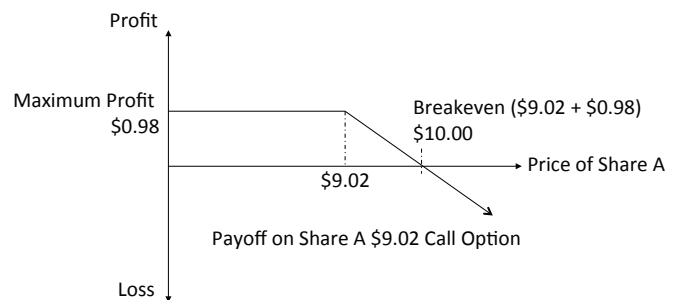 Profit
Maximum Profit
$0.98
Breakeven ($9.02 + $0.98)
$10.00
Price of Share A
$9.02
Payoff on Share A $9.02 Call Option
Loss